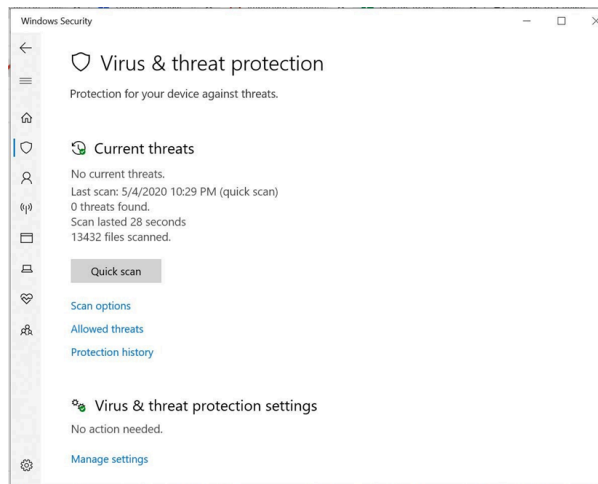 Windows Security
Virus & threat protection
Protection for your device against threats.
Current threats
No current threats.
Last scan: 5/4/2020 10:29 PM (quick scan)
0 threats found.
Scan lasted 28 seconds
13432 files scanned.
Quick scan
Scan options
Allowed threats
Protection history
Virus & threat protection settings
No action needed.
Manage settings